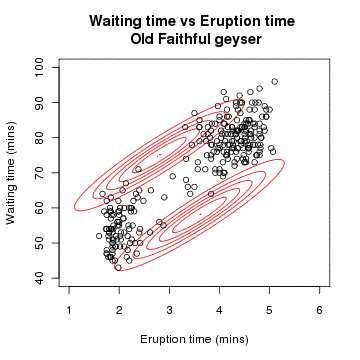 Waiting time vs Eruption time
Old Faithful geyser
Waiting time (mins)
100
90
80
70
60
50
40
1 2 3 4 5 6
Eruption time (mins)